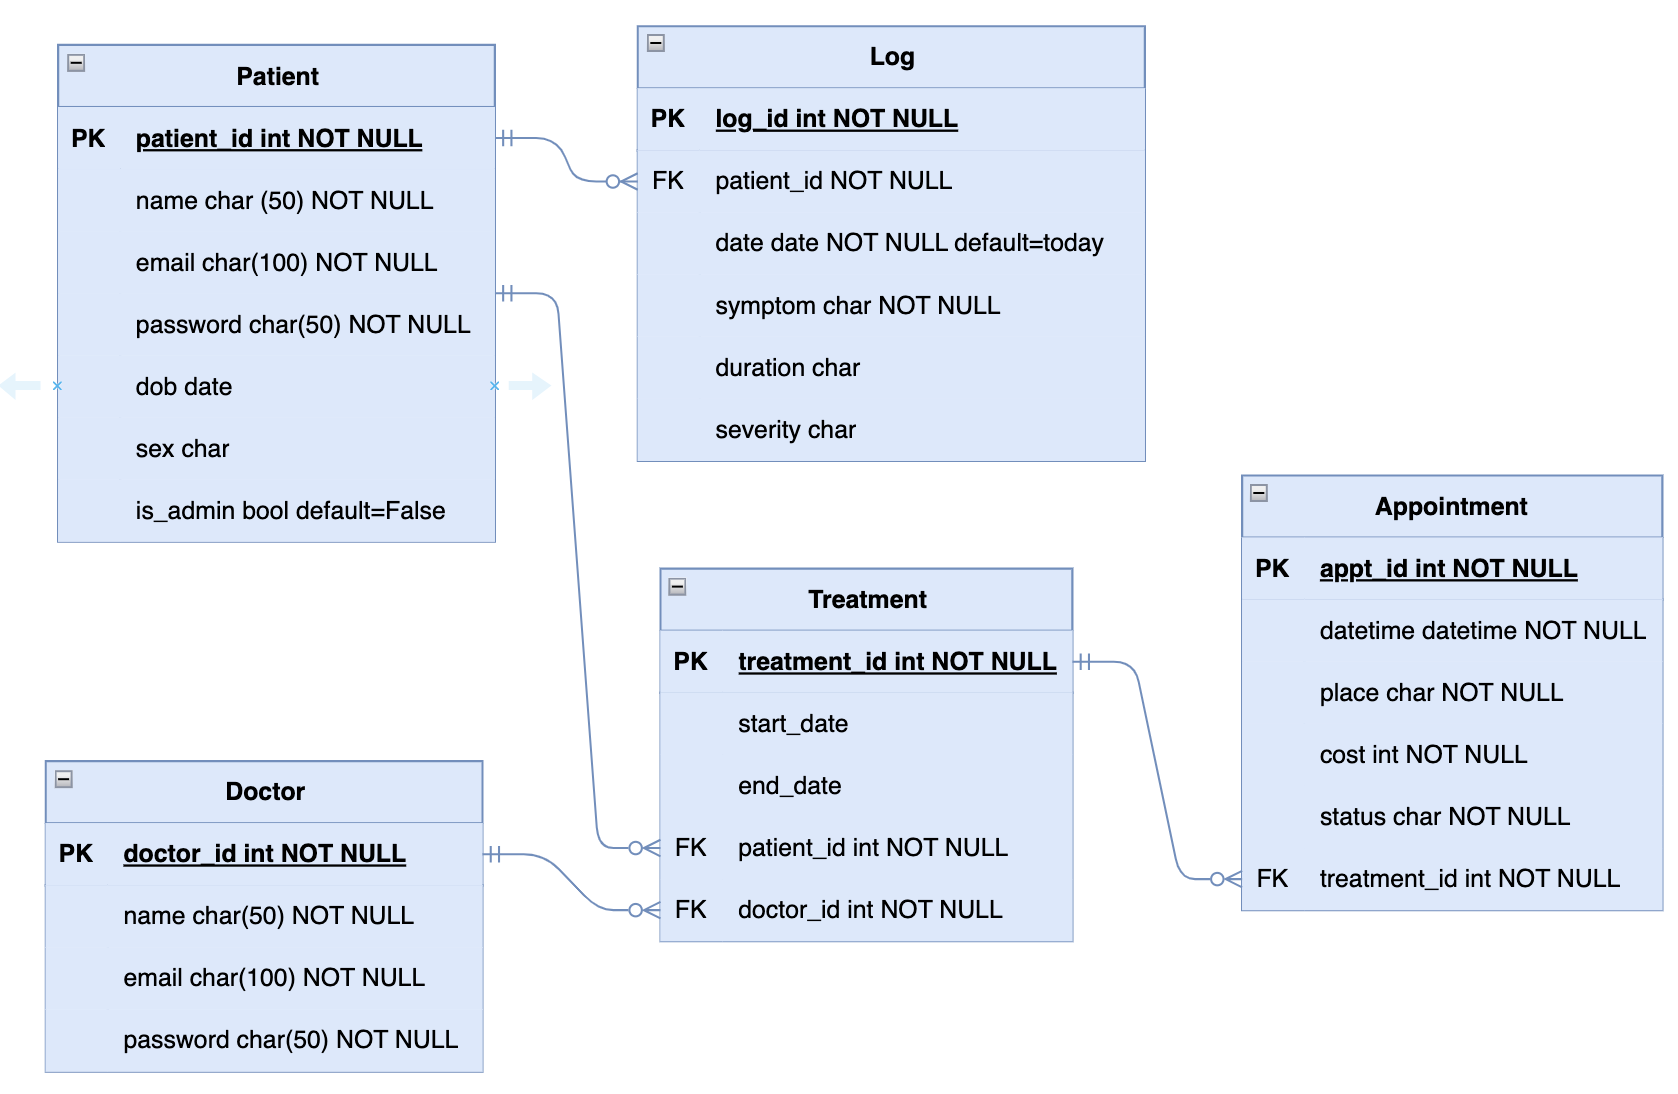 Patient
PK patient_id int NOT NULL
name char (50) NOT NULL
email char(100) NOT NULL
password char(50) NOT NULL
dob date
sex char
is_admin bool default=False
Log
PK log_id int NOT NULL
FK patient_id NOT NULL
date date NOT NULL default=today
symptom char NOT NULL
duration char
severity char
Treatment
PK treatment_id int NOT NULL
start_date
end_date
FK patient_id int NOT NULL
FK doctor_id int NOT NULL
Appointment
PK appt_id int NOT NULL
datetime datetime NOT NULL
place char NOT NULL
cost int NOT NULL
status char NOT NULL
FK treatment_id int NOT NULL
Doctor
PK doctor_id int NOT NULL
name char(50) NOT NULL
email char(100) NOT NULL
password char(50) NOT NULL